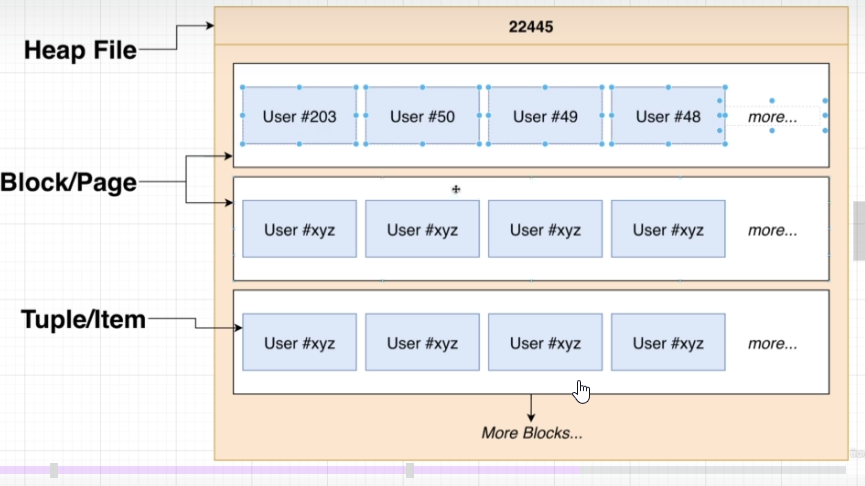 22445
Heap File
User #203 User #50 User #49 User #48 more...
Block/Page
User #xyz User #xyz User #xyz User #xyz more...
Tuple/Item
User #xyz User #xyz User #xyz User #xyz more...
More Blocks...